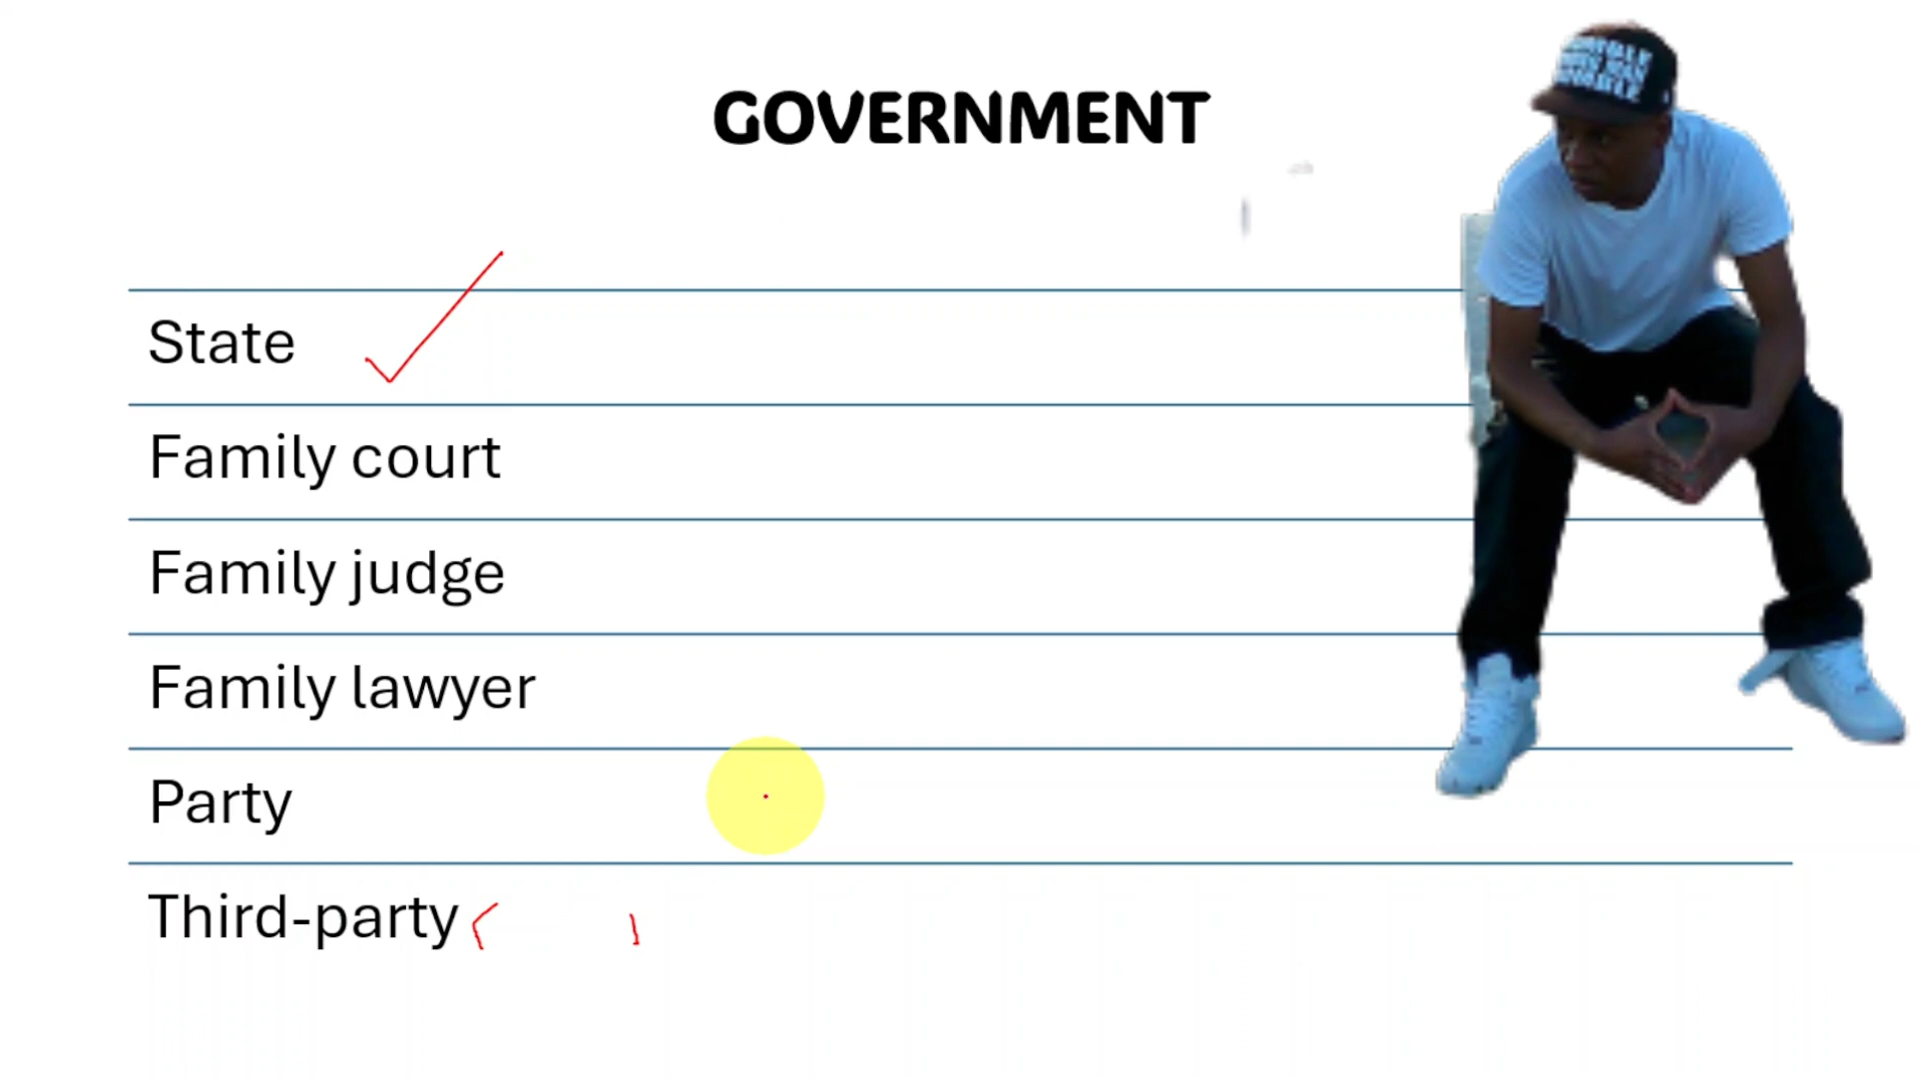 GOVERNMENT
State
Family court
Family judge
Family lawyer
Party
Third-party